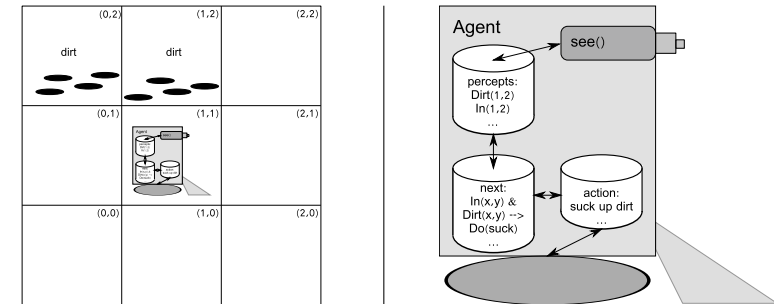 (0,2)
(1,2)
(2,2)
dirt
dirt
(0,1)
(1,1)
(2,1)
Agent
(0,0)
(1,0)
(2,0)
Agent
see()
percepts:
Dirt(1,2)
In(1,2)
...
next:
In(x,y) &
Dirt(x,y) -->
Do(suck)
...
action:
suck up dirt
...